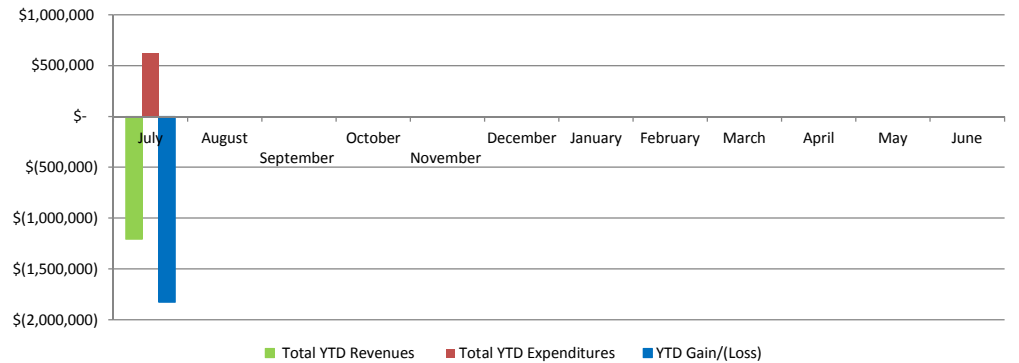 $1,000,000
$500,000
$-
July August October December January February March April May June
September November
$(500,000)
$(1,000,000)
$(1,500,000)
$(2,000,000)
Total YTD Revenues Total YTD Expenditures YTD Gain/(Loss)